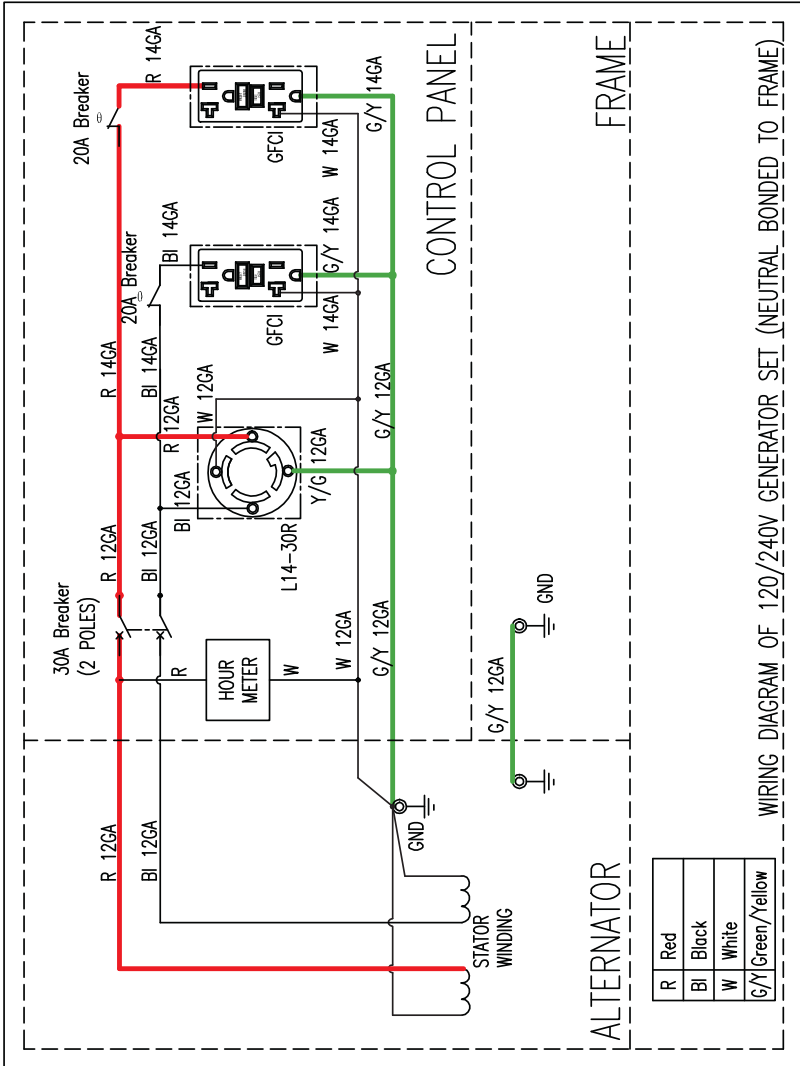 WIRING DIAGRAM OF 120/240V GENERATOR SET (NEUTRAL BONDED TO FRAME)
CONTROL PANEL
FRAME
ALTERNATOR
R 12GA
Bl 12GA
30A Breaker
(2 POLES)
R 12GA
Bl 12GA
R 14GA
Bl 14GA
20A Breaker
R 14GA
20A Breaker
Bl 14GA
R
HOUR
METER
W
Bl 12GA
R 12GA
W 12GA
Y/G 12GA
L14-30R
GFCI
W 14GA
G/Y 14GA
GFCI
W 14GA
G/Y 14GA
W 12GA
G/Y 12GA
G/Y 12GA
GND
STATOR
WINDING
G/Y 12GA
GND
R Red
Bl Black
W White
G/Y Green/Yellow